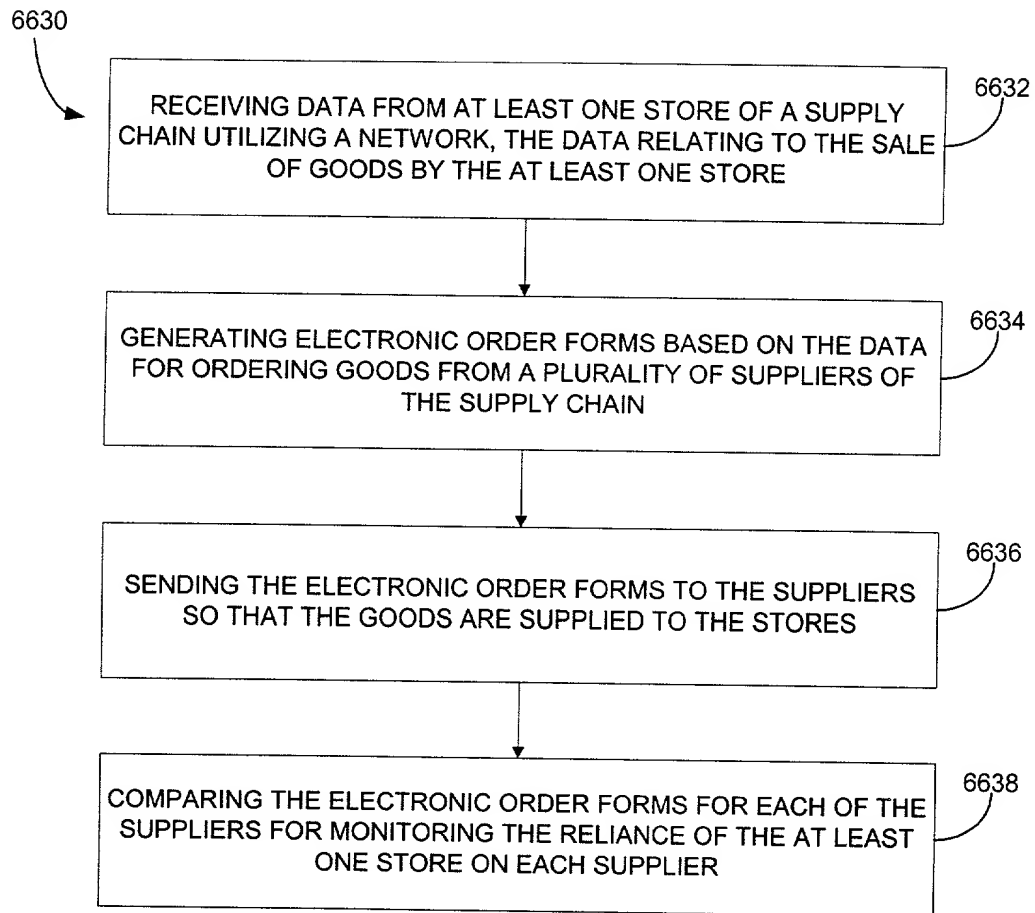 6630
RECEIVING DATA FROM AT LEAST ONE STORE OF A SUPPLY
CHAIN UTILIZING A NETWORK, THE DATA RELATING TO THE SALE
OF GOODS BY THE AT LEAST ONE STORE
6632
GENERATING ELECTRONIC ORDER FORMS BASED ON THE DATA
FOR ORDERING GOODS FROM A PLURALITY OF SUPPLIERS OF
THE SUPPLY CHAIN
6634
SENDING THE ELECTRONIC ORDER FORMS TO THE SUPPLIERS
SO THAT THE GOODS ARE SUPPLIED TO THE STORES
6636
COMPARING THE ELECTRONIC ORDER FORMS FOR EACH OF THE
SUPPLIERS FOR MONITORING THE RELIANCE OF THE AT LEAST
ONE STORE ON EACH SUPPLIER
6638